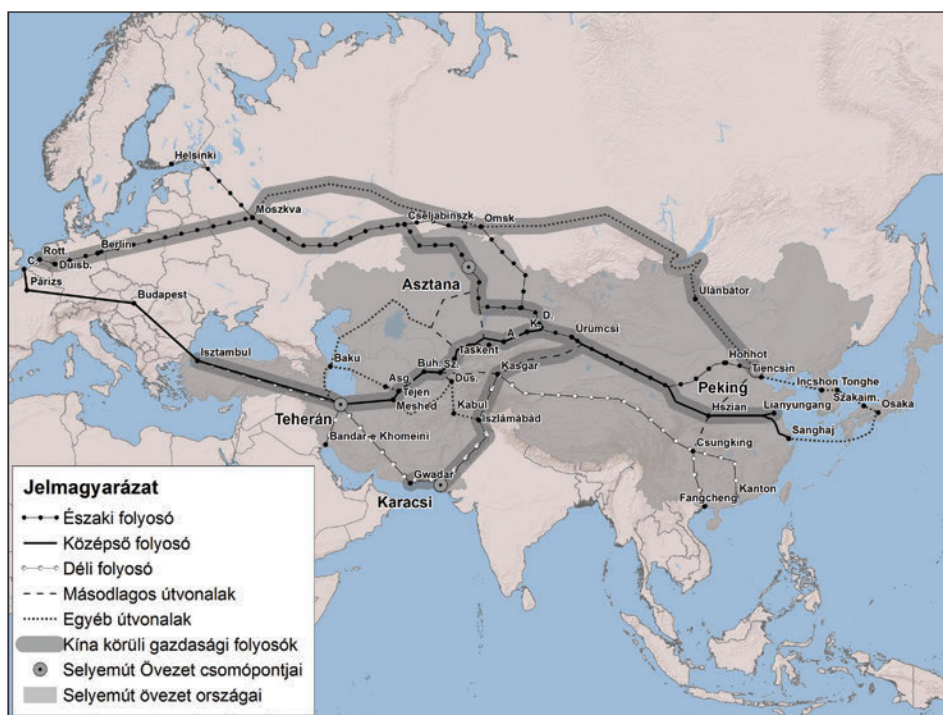 Helsinki
Moszkva
Cseljabinszk
Omsk
Rott.
Berlin
C.
Duisb.
Párizs
Asztana
Ulánbátor
Budapest
D.
K.
Ürümcsi
A.
Isztambul
Taskent
Hohhot
Baku
Buh.
Sz.
Kasgar
Tiencsin
Asg.
Dus.
Peking
Incshon
Tonghe
Tejen
Szakaim.
Osaka
Teherán
Meshed
Kabul
Hszian
Lianyungang
Iszlámábád
Sanghaj
Bandar-e Khomeini
Csungking
Gwadar
Karacsi
Kanton
Fangcheng
Jelmagyarázat
Északi folyosó
Középső folyosó
Déli folyosó
Másodlagos útvonalak
Egyéb útvonalak
Kína körüli gazdasági folyosók
Selyemút Övezet csomópontjai
Selyemút övezet országai